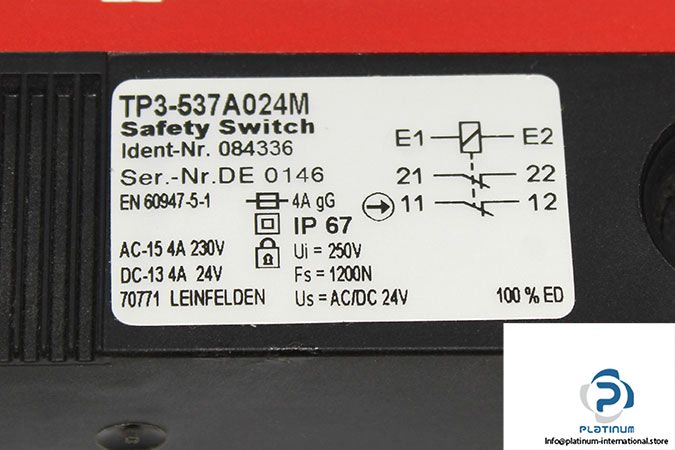 TP3-537A024M
Safety Switch
Ident-Nr. 084336
Ser.-Nr.DE 0146
EN 60947-5-1
4A gG
IP 67
AC-15 4A 230V
Ui = 250V
DC-13 4A 24V
Fs = 1200N
70771 LEINFELDEN
Us = AC/DC 24V
100 % ED
E1 E2
21 22
11 12
PLATINUM
Info@platinum-international.store